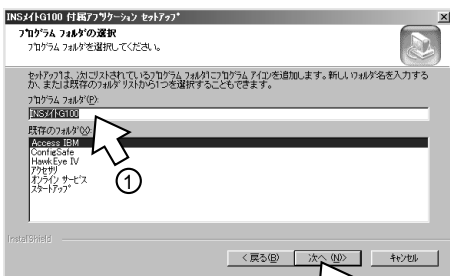 INSﾒｲﾄG100 付属ｱﾌﾟﾘｹｰｼｮﾝ ｾｯﾄｱｯﾌﾟ
ﾌﾟﾛｸﾞﾗﾑ ﾌｫﾙﾀﾞの選択
ﾌﾟﾛｸﾞﾗﾑ ﾌｫﾙﾀﾞを選択してください。
ｾｯﾄｱｯﾌﾟは、次にﾘｽﾄされているﾌﾟﾛｸﾞﾗﾑ ﾌｫﾙﾀﾞにﾌﾟﾛｸﾞﾗﾑ ｱｲｺﾝを追加します。新しいﾌｫﾙﾀﾞ名を入力する
か、または既存のﾌｫﾙﾀﾞ ﾘｽﾄから1つを選択することもできます。
ﾌﾟﾛｸﾞﾗﾑ ﾌｫﾙﾀﾞ(P):
INSﾒｲﾄG100
既存のﾌｫﾙﾀﾞ(X):
Access IBM
ConfigSafe
HawkEye IV
ｱｸｾｻﾘ
ｵﾝﾗｲﾝ ｻｰﾋﾞｽ
ｽﾀｰﾄｱｯﾌﾟ
①
InstallShield
< 戻る(B)
次へ (N)>
ｷｬﾝｾﾙ